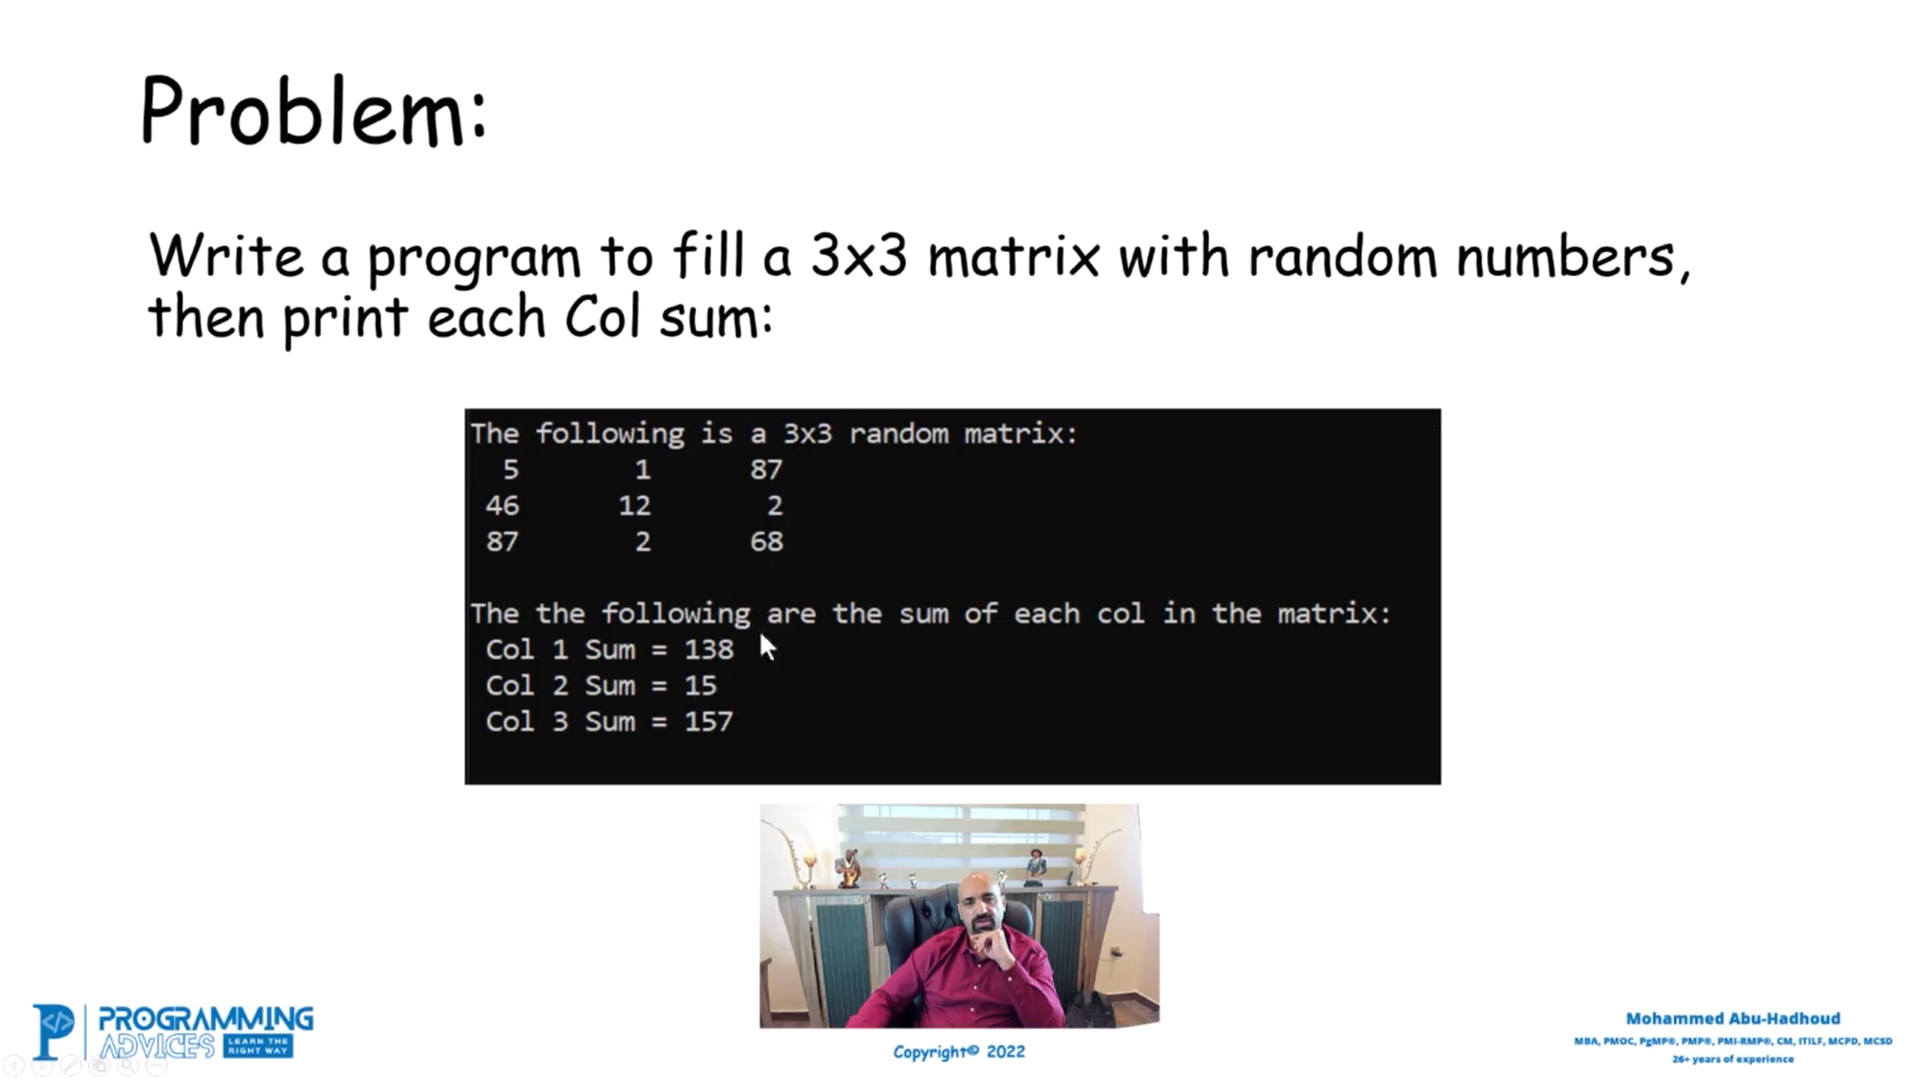 Problem:
Write a program to fill a 3x3 matrix with random numbers,
then print each Col sum:
The following is a 3x3 random matrix:
5 1 87
46 12 2
87 2 68
The the following are the sum of each col in the matrix:
Col 1 Sum = 138
Col 2 Sum = 15
Col 3 Sum = 157
P </> PROGRAMMING
ADVICES LEARN THE
RIGHT WAY
Copyright© 2022
Mohammed Abu-Hadhoud
MBA, PMOC, PgMP®, PMP®, PMI-RMP®, CM, ITILF, MCPD, MCSD
26+ years of experience